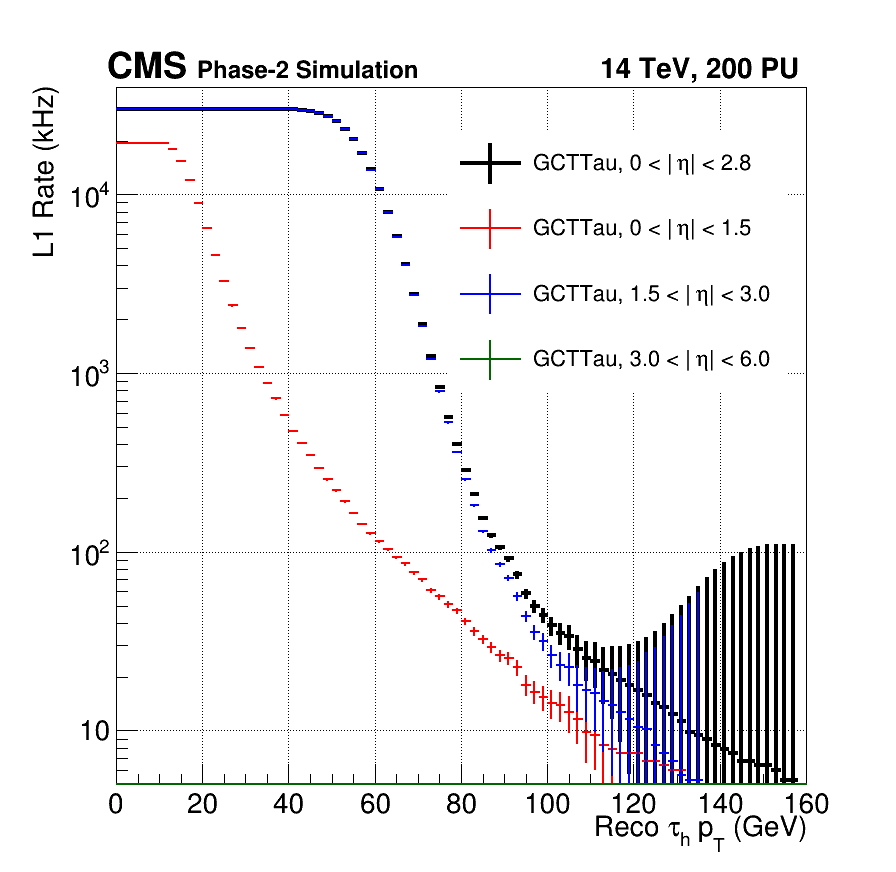 CMS Phase-2 Simulation 14 TeV, 200 PU
L1 Rate (kHz)
GCTTau, 0 < | η| < 2.8
GCTTau, 0 < | η| < 1.5
GCTTau, 1.5 < | η| < 3.0
GCTTau, 3.0 < | η| < 6.0
10⁴
10³
10²
10
0 20 40 60 80 100 120 140 160
Reco τₕ p_T (GeV)